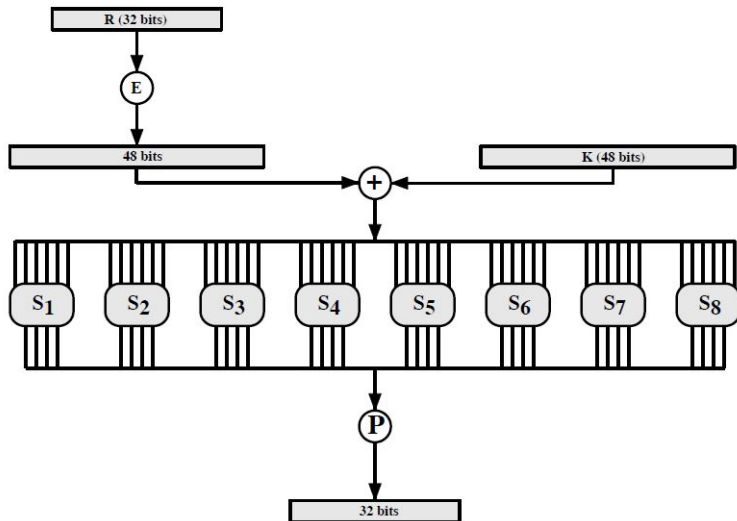 R (32 bits)
E
48 bits
K (48 bits)
+
S1 S2 S3 S4 S5 S6 S7 S8
P
32 bits